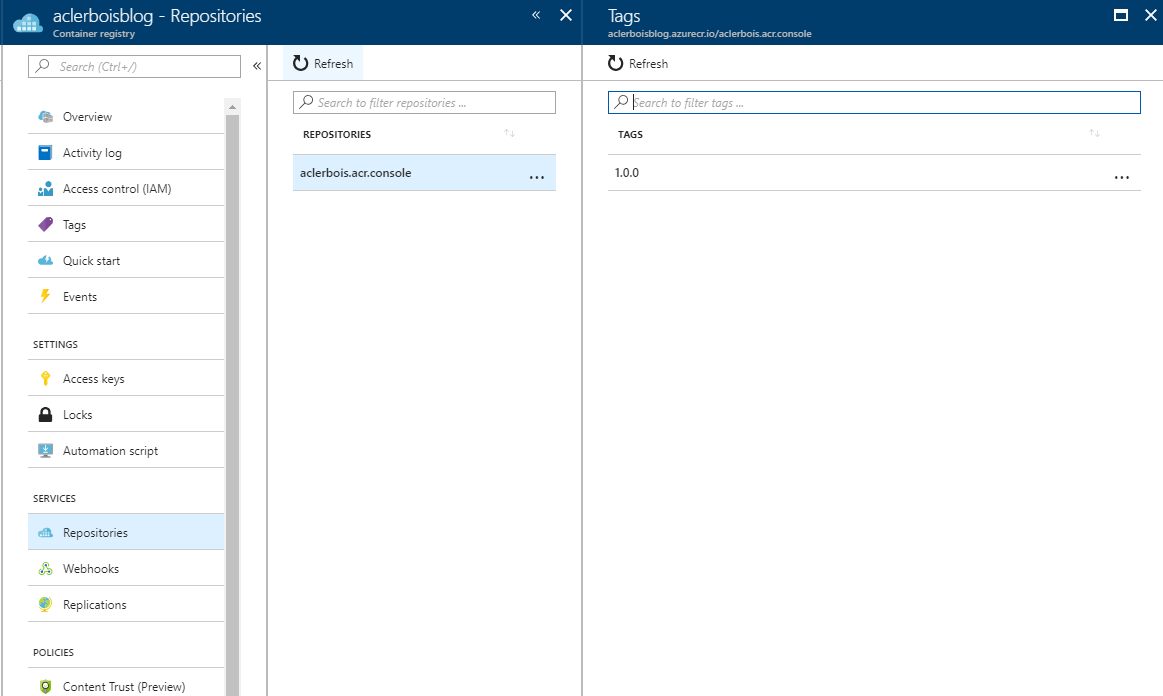 aclerboisblog - Repositories
Container registry
Search (Ctrl+/)
Overview
Activity log
Access control (IAM)
Tags
Quick start
Events
SETTINGS
Access keys
Locks
Automation script
SERVICES
Repositories
Webhooks
Replications
POLICIES
Content Trust (Preview)
Refresh
Search to filter repositories ...
REPOSITORIES
aclerbois.acr.console
Tags
aclerboisblog.azurecr.io/aclerbois.acr.console
Refresh
Search to filter tags ...
TAGS
1.0.0